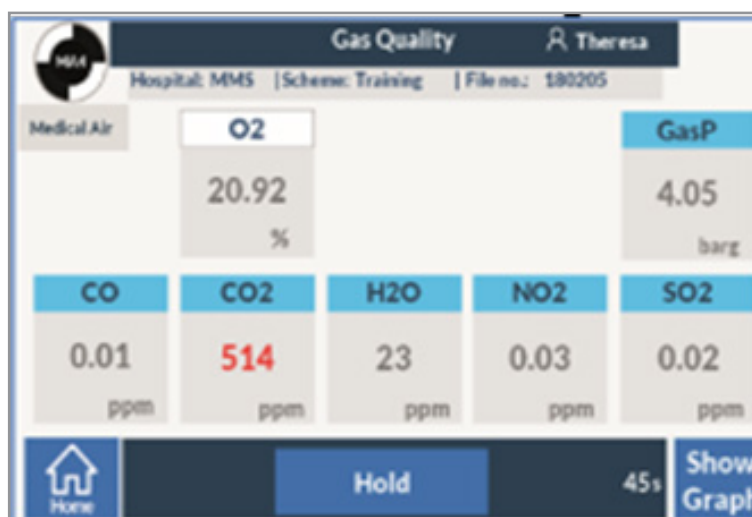 Gas Quality
Theresa
Hospital: MMS |Scheme: Training | File no.: 180205
Medical Air
O2
GasP
20.92
4.05
%
barg
CO CO2 H2O NO2 SO2
0.01 514 23 0.03 0.02
ppm ppm ppm ppm ppm
Home
Hold
45s
Show
Graph